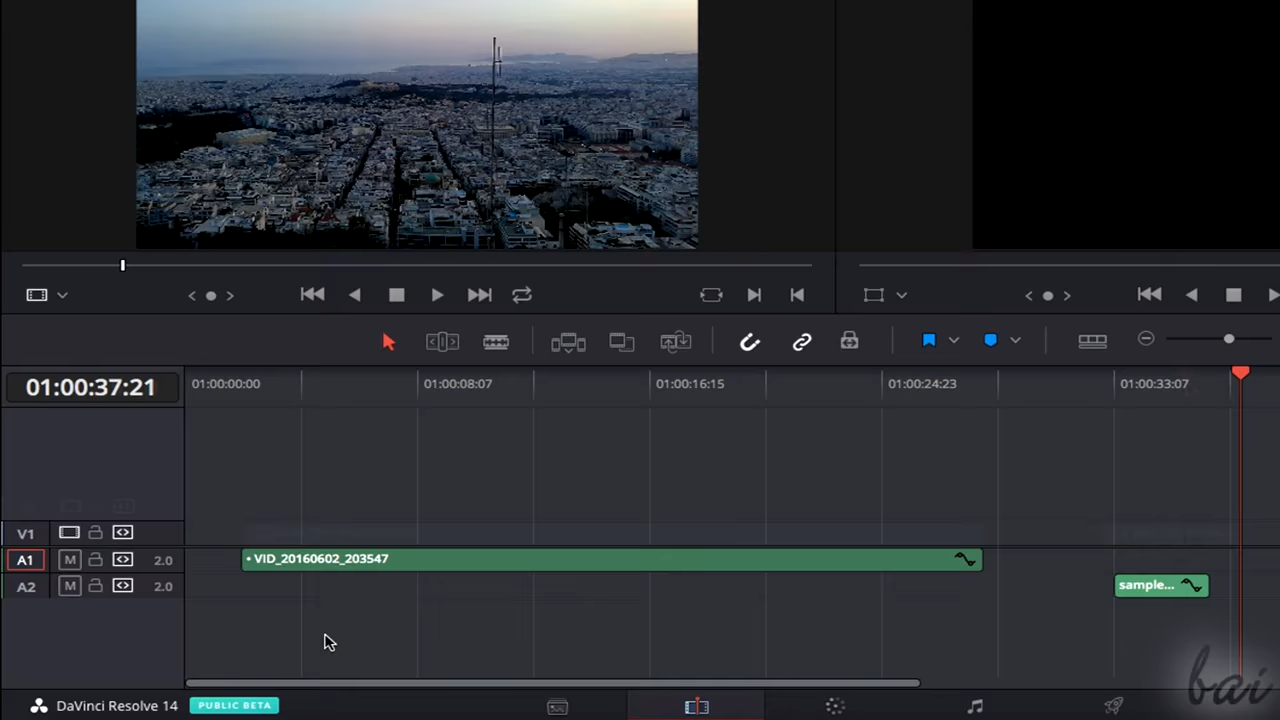 01:00:37:21
01:00:00:00
01:00:08:07
01:00:16:15
01:00:24:23
01:00:33:07
V1
A1 M 2.0
• VID_20160602_203547
A2 M 2.0
sample...
DaVinci Resolve 14
PUBLIC BETA
bai